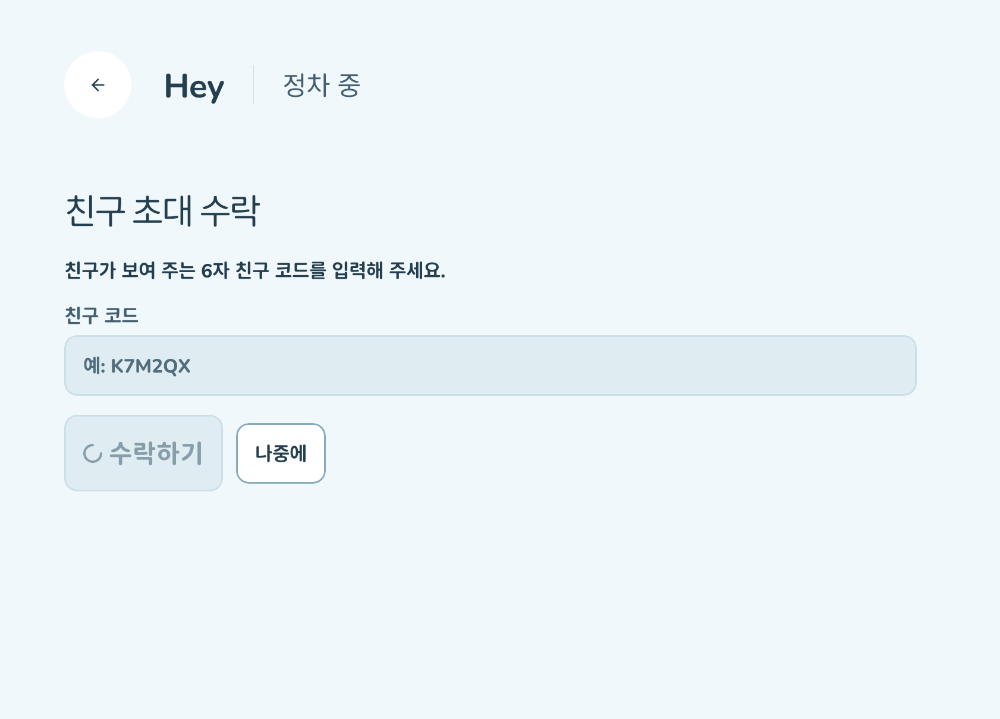 Hey 정차 중
친구 초대 수락
친구가 보여 주는 6자 친구 코드를 입력해 주세요.
친구 코드
예: K7M2QX
수락하기 나중에